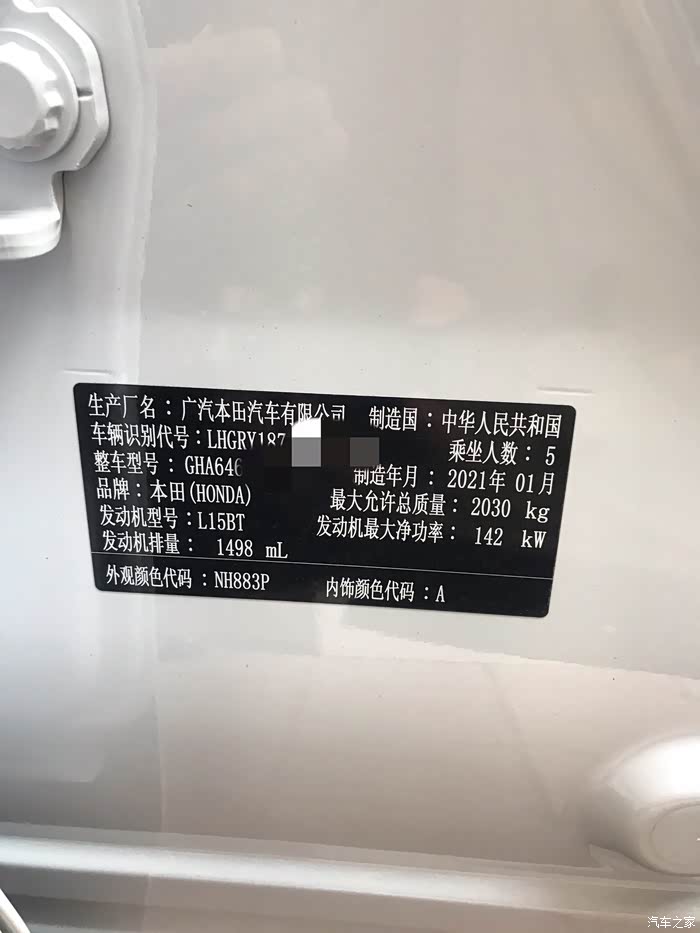 生产厂名：广汽本田汽车有限公司 制造国：中华人民共和国
车辆识别代号：LHGRY187 乘坐人数：5
整车型号：GHA646 制造年月：2021年 01月
品牌：本田(HONDA) 最大允许总质量：2030 kg
发动机型号：L15BT 发动机最大净功率：142 kW
发动机排量：1498 mL
外观颜色代码：NH883P 内饰颜色代码：A
汽车之家